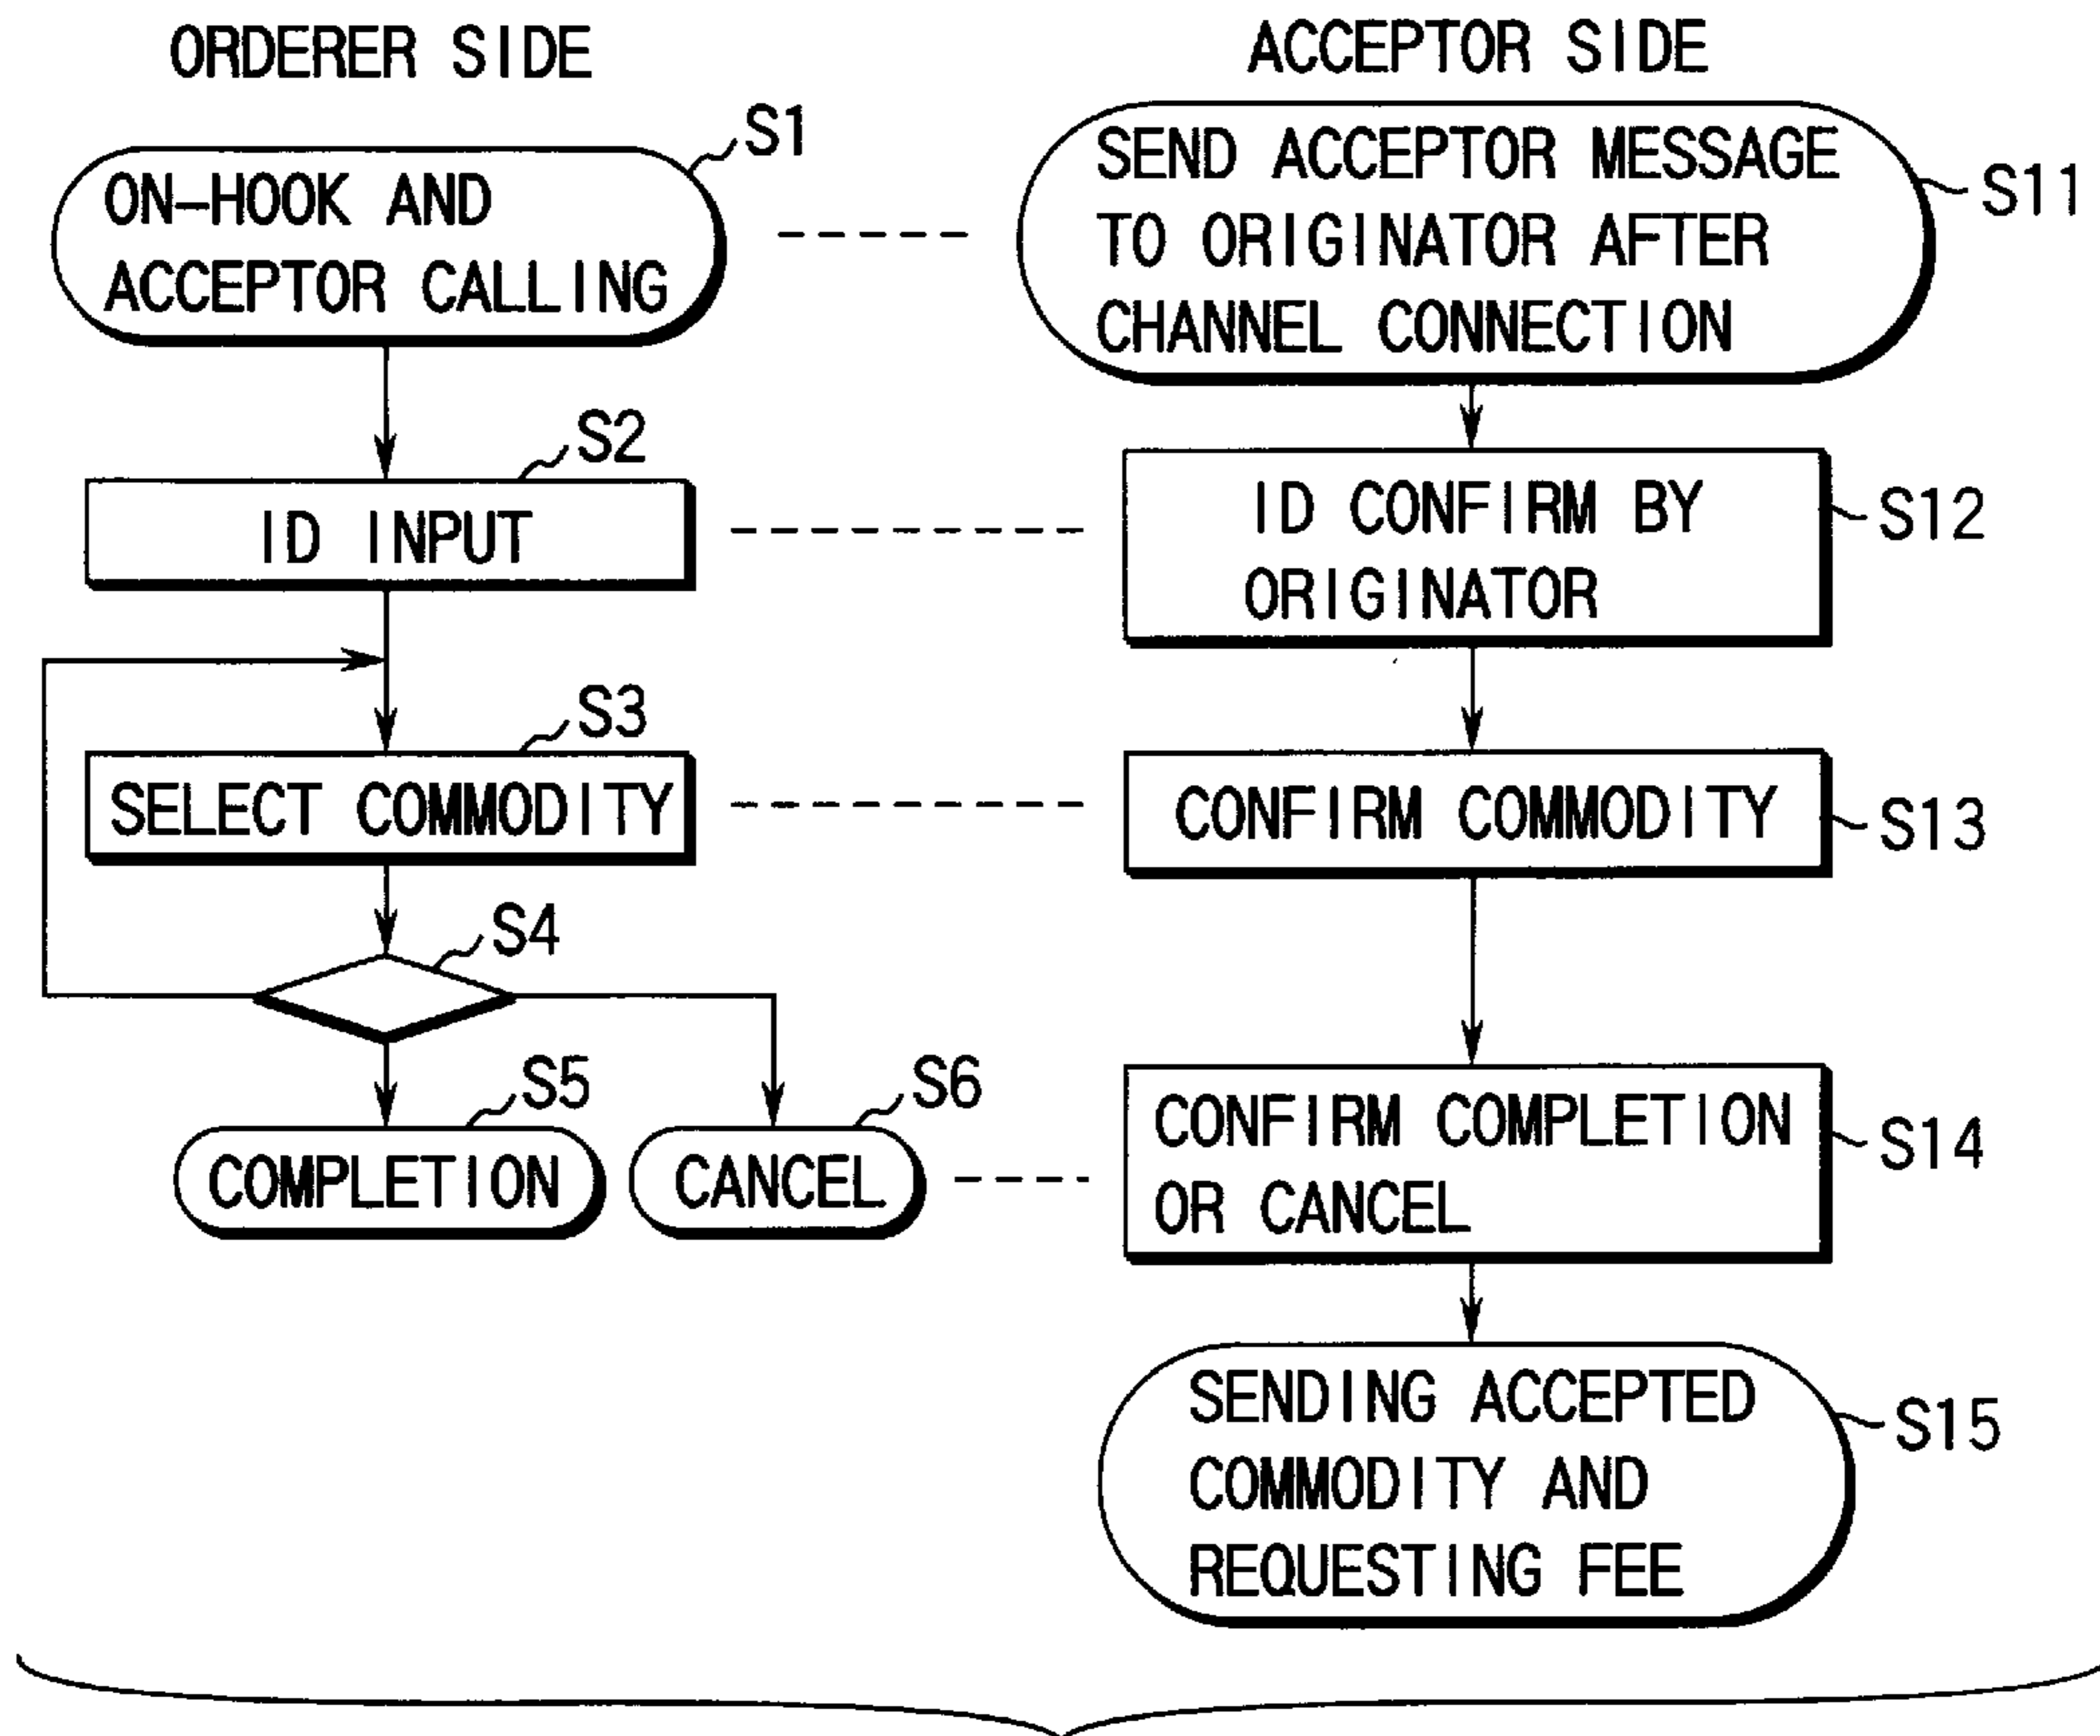 ORDERER SIDE
S1
ON-HOOK AND
ACCEPTOR CALLING
S2
ID INPUT
S3
SELECT COMMODITY
S4
S5
COMPLETION
S6
CANCEL
ACCEPTOR SIDE
SEND ACCEPTOR MESSAGE
TO ORIGINATOR AFTER
CHANNEL CONNECTION
S11
ID CONFIRM BY
ORIGINATOR
S12
CONFIRM COMMODITY
S13
CONFIRM COMPLETION
OR CANCEL
S14
SENDING ACCEPTED
COMMODITY AND
REQUESTING FEE
S15